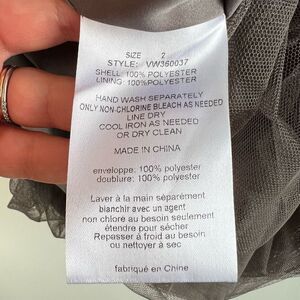 SIZE 2
STYLE: VW360037
SHELL: 100% POLYESTER
LINING: 100% POLYESTER
HAND WASH SEPARATELY
ONLY NON-CHLORINE BLEACH AS NEEDED
LINE DRY
COOL IRON AS NEEDED
OR DRY CLEAN
MADE IN CHINA
enveloppe: 100% polyester
doublure: 100% polyester
Laver à la main séparément
blanchir avec un agent
non chloré au besoin seulement
étendre pour sécher
Repasser à froid au besoin
ou nettoyer à sec
fabriqué en Chine